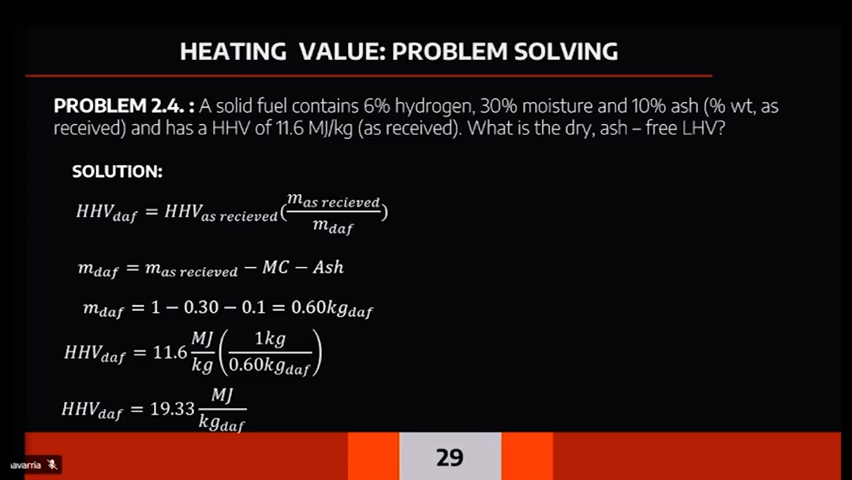 HEATING VALUE: PROBLEM SOLVING
PROBLEM 2.4. : A solid fuel contains 6% hydrogen, 30% moisture and 10% ash (% wt, as
received) and has a HHV of 11.6 MJ/kg (as received). What is the dry, ash – free LHV?
SOLUTION:
HHV_daf = HHV_as recieved (m_as recieved / m_daf)
m_daf = m_as recieved − MC − Ash
m_daf = 1 − 0.30 − 0.1 = 0.60kg_daf
HHV_daf = 11.6 MJ/kg (1kg / 0.60kg_daf)
HHV_daf = 19.33 MJ/kg_daf
29